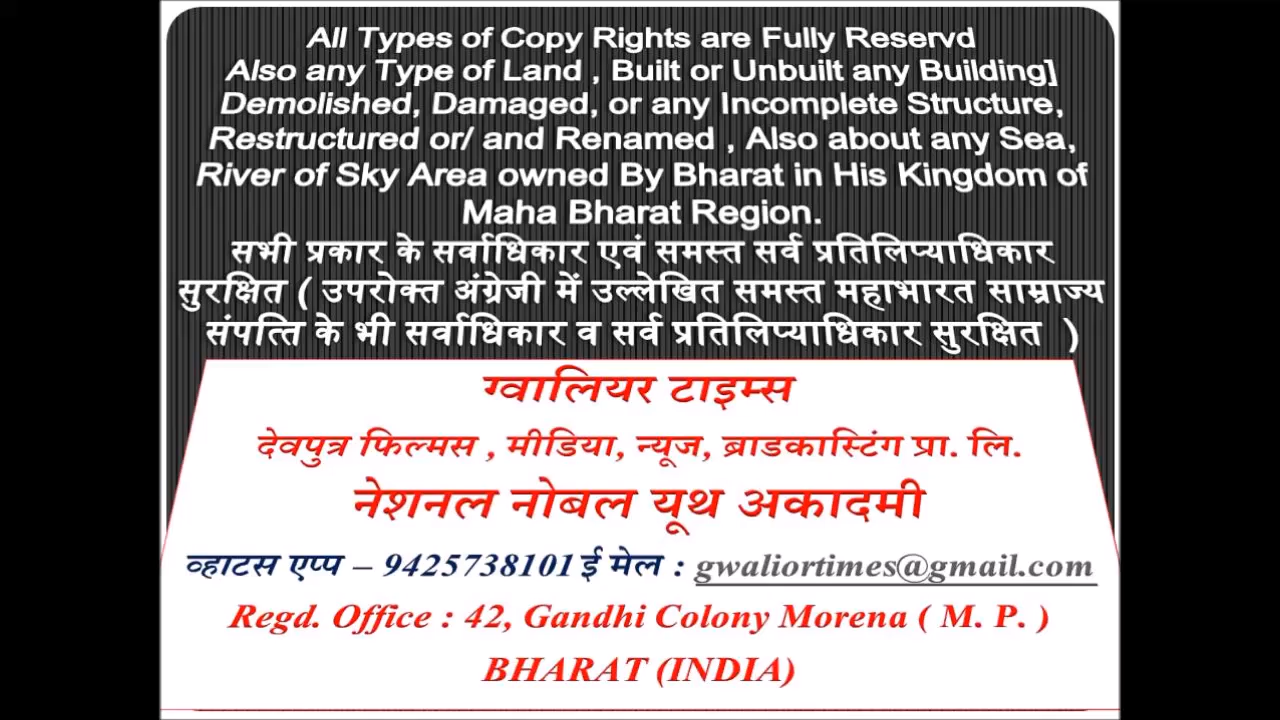 All Types of Copy Rights are Fully Reservd
Also any Type of Land , Built or Unbuilt any Building]
Demolished, Damaged, or any Incomplete Structure,
Restructured or/ and Renamed , Also about any Sea,
River of Sky Area owned By Bharat in His Kingdom of
Maha Bharat Region.
सभी प्रकार के सर्वाधिकार एवं समस्त सर्व प्रतिलिप्याधिकार
सुरक्षित ( उपरोक्त अंग्रेजी में उल्लेखित समस्त महाभारत साम्राज्य
संपत्ति के भी सर्वाधिकार व सर्व प्रतिलिप्याधिकार सुरक्षित )
ग्वालियर टाइम्स
देवपुत्र फिल्मस , मीडिया, न्यूज, ब्राडकास्टिंग प्रा. लि.
नेशनल नोबल यूथ अकादमी
व्हाटस एप्प – 9425738101 ई मेल : gwaliortimes@gmail.com
Regd. Office : 42, Gandhi Colony Morena ( M. P. )
BHARAT (INDIA)